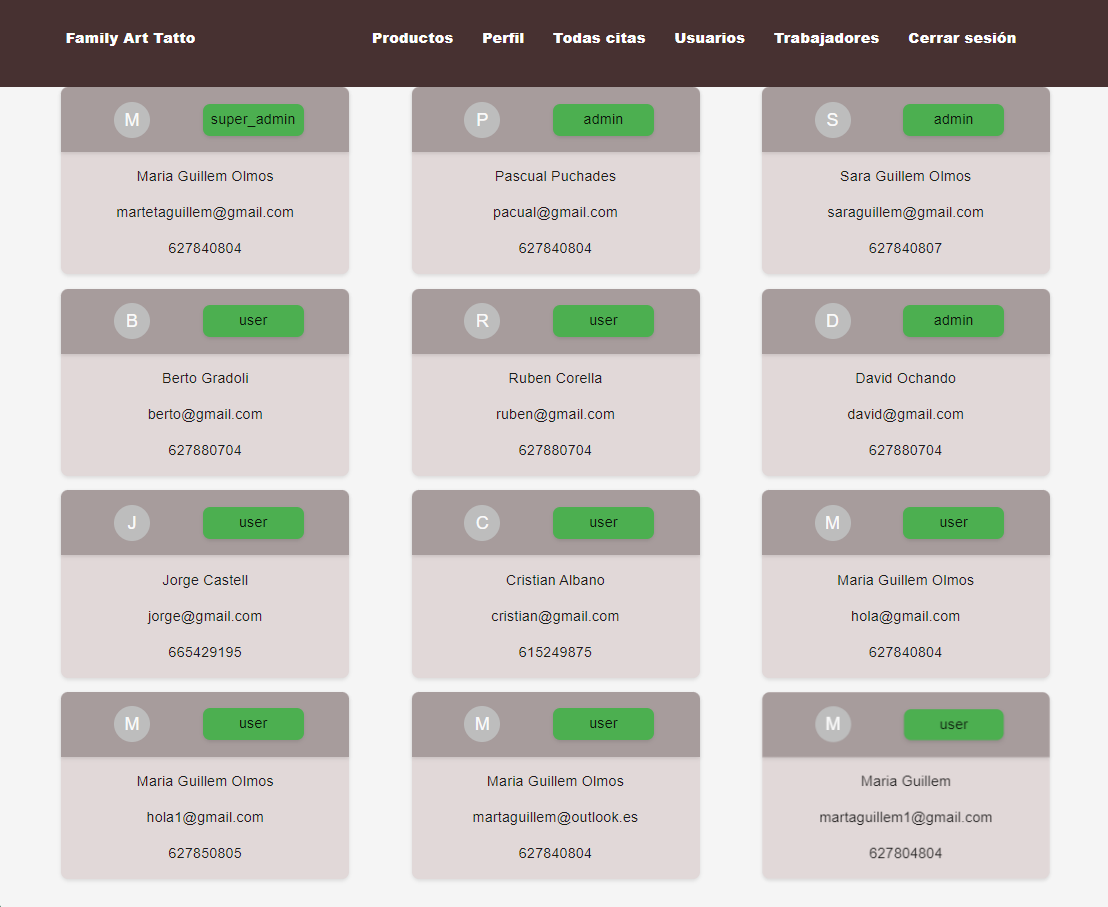 Family Art Tatto
Productos Perfil Todas citas Usuarios Trabajadores Cerrar sesión
M super_admin
Maria Guillem Olmos
martetaguillem@gmail.com
627840804
P admin
Pascual Puchades
pacual@gmail.com
627840804
S admin
Sara Guillem Olmos
saraguillem@gmail.com
627840807
B user
Berto Gradoli
berto@gmail.com
627880704
R user
Ruben Corella
ruben@gmail.com
627880704
D admin
David Ochando
david@gmail.com
627880704
J user
Jorge Castell
jorge@gmail.com
665429195
C user
Cristian Albano
cristian@gmail.com
615249875
M user
Maria Guillem Olmos
hola@gmail.com
627840804
M user
Maria Guillem Olmos
hola1@gmail.com
627850805
M user
Maria Guillem Olmos
martaguillem@outlook.es
627840804
M user
Maria Guillem
martaguillem1@gmail.com
627804804